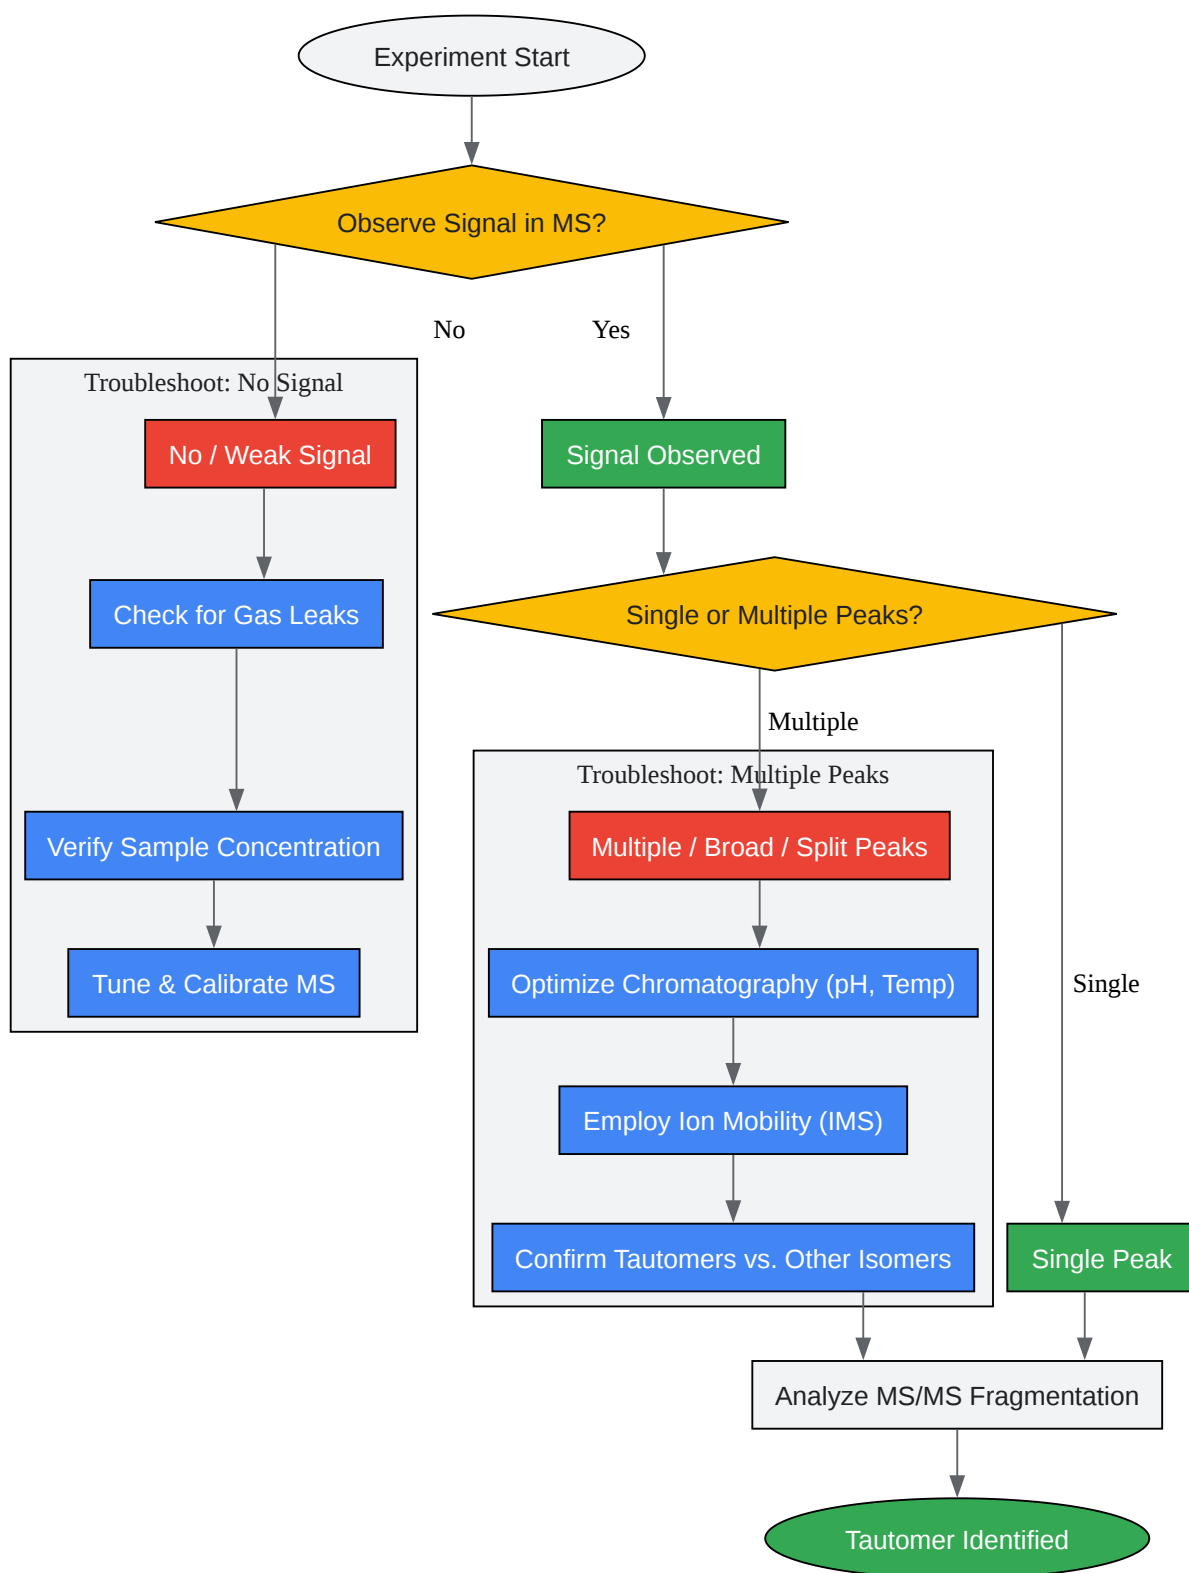 Experiment Start
Observe Signal in MS?
No
Yes
Troubleshoot: No Signal
No / Weak Signal
Signal Observed
Check for Gas Leaks
Single or Multiple Peaks?
Multiple
Troubleshoot: Multiple Peaks
Verify Sample Concentration
Multiple / Broad / Split Peaks
Tune & Calibrate MS
Optimize Chromatography (pH, Temp)
Single
Employ Ion Mobility (IMS)
Confirm Tautomers vs. Other Isomers
Single Peak
Analyze MS/MS Fragmentation
Tautomer Identified